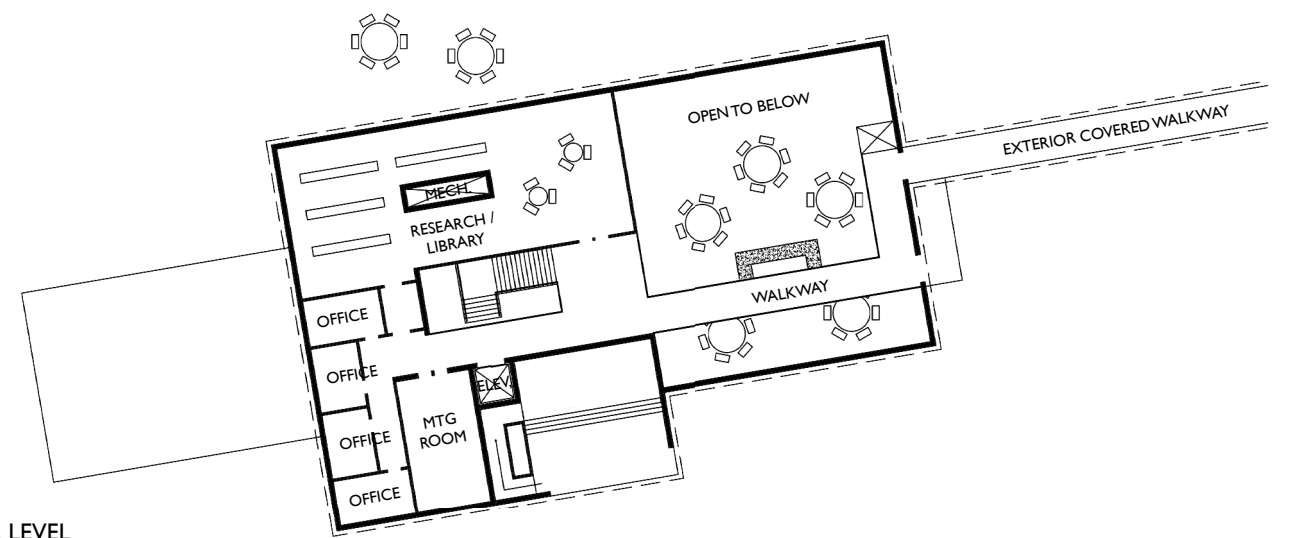 OPEN TO BELOW
EXTERIOR COVERED WALKWAY
MECH.
RESEARCH /
LIBRARY
WALKWAY
OFFICE
OFFICE
ELEV.
MTG
ROOM
OFFICE
OFFICE
LEVEL